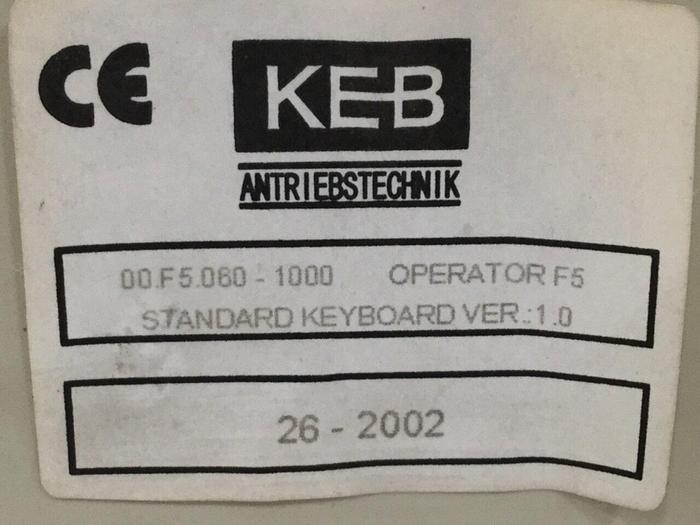 CE
KEB
ANTRIEBSTECHNIK
00.F5.060-1000 OPERATOR F5
STANDARD KEYBOARD VER.:1.0
26-2002